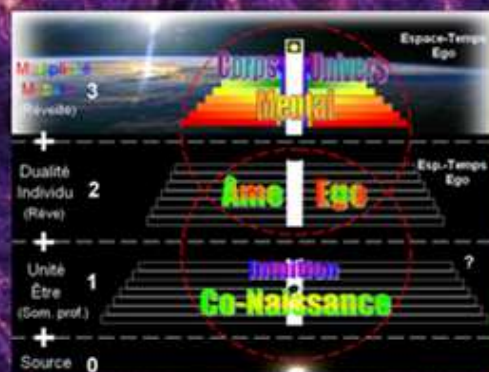 Espace-Temps
Ego
Corps Univers
Mental
3
(Réveillé)
Esp.-Temps
Ego
Dualité
Individu 2
(Rêve)
Âme Ego
?
Unité
Être 1
(Som. prof.)
Intuition
Co-Naissance
Source 0